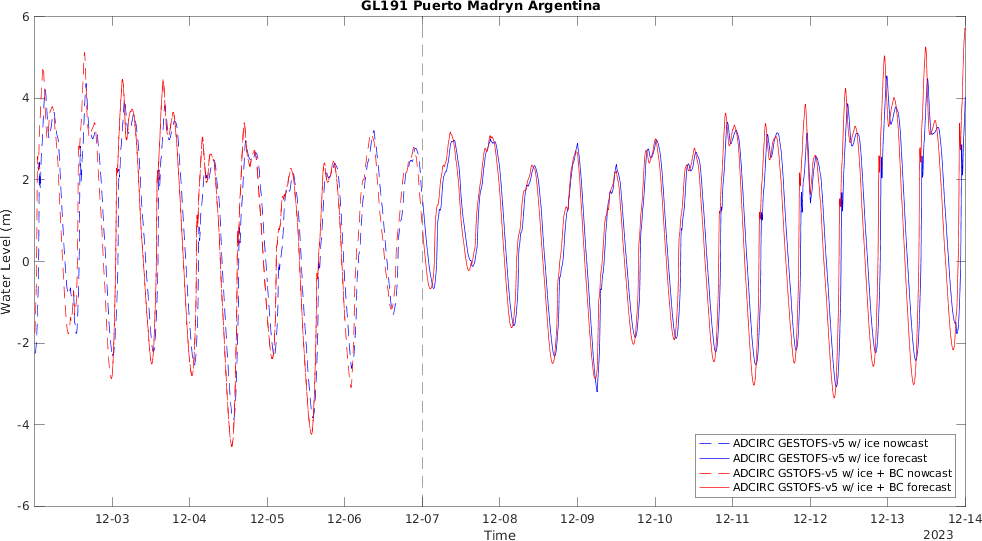 GL191 Puerto Madryn Argentina
6
4
2
0
-2
-4
-6
Water Level (m)
ADCIRC GESTOFS-v5 w/ ice nowcast
ADCIRC GESTOFS-v5 w/ ice forecast
ADCIRC GSTOFS-v5 w/ ice + BC nowcast
ADCIRC GSTOFS-v5 w/ ice + BC forecast
12-03 12-04 12-05 12-06 12-07 12-08 12-09 12-10 12-11 12-12 12-13 12-14
Time
2023